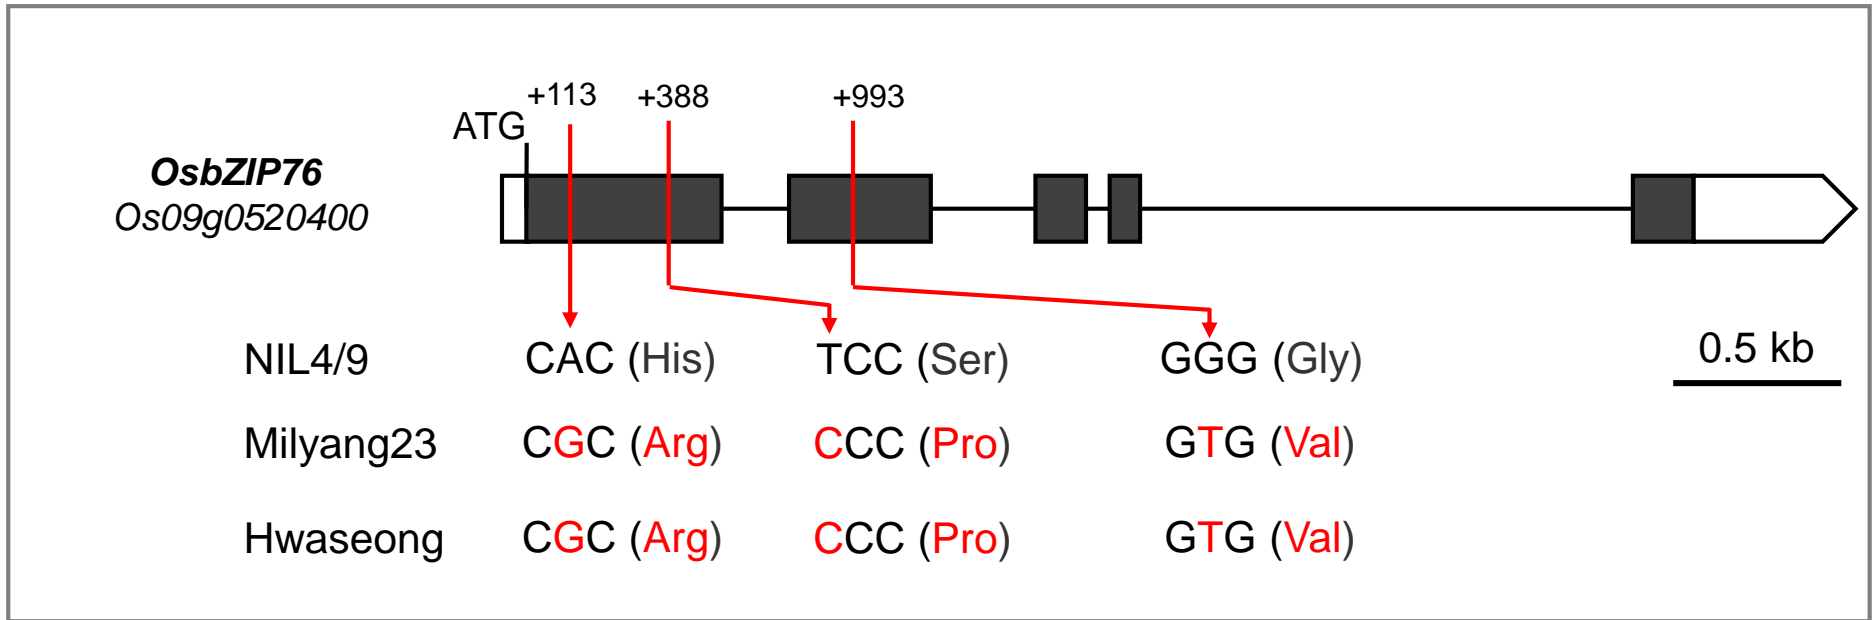 +113 +388 +993
ATG
OsbZIP76
Os09g0520400
NIL4/9 CAC (His) TCC (Ser) GGG (Gly) 0.5 kb
Milyang23 CGC (Arg) CCC (Pro) GTG (Val)
Hwaseong CGC (Arg) CCC (Pro) GTG (Val)